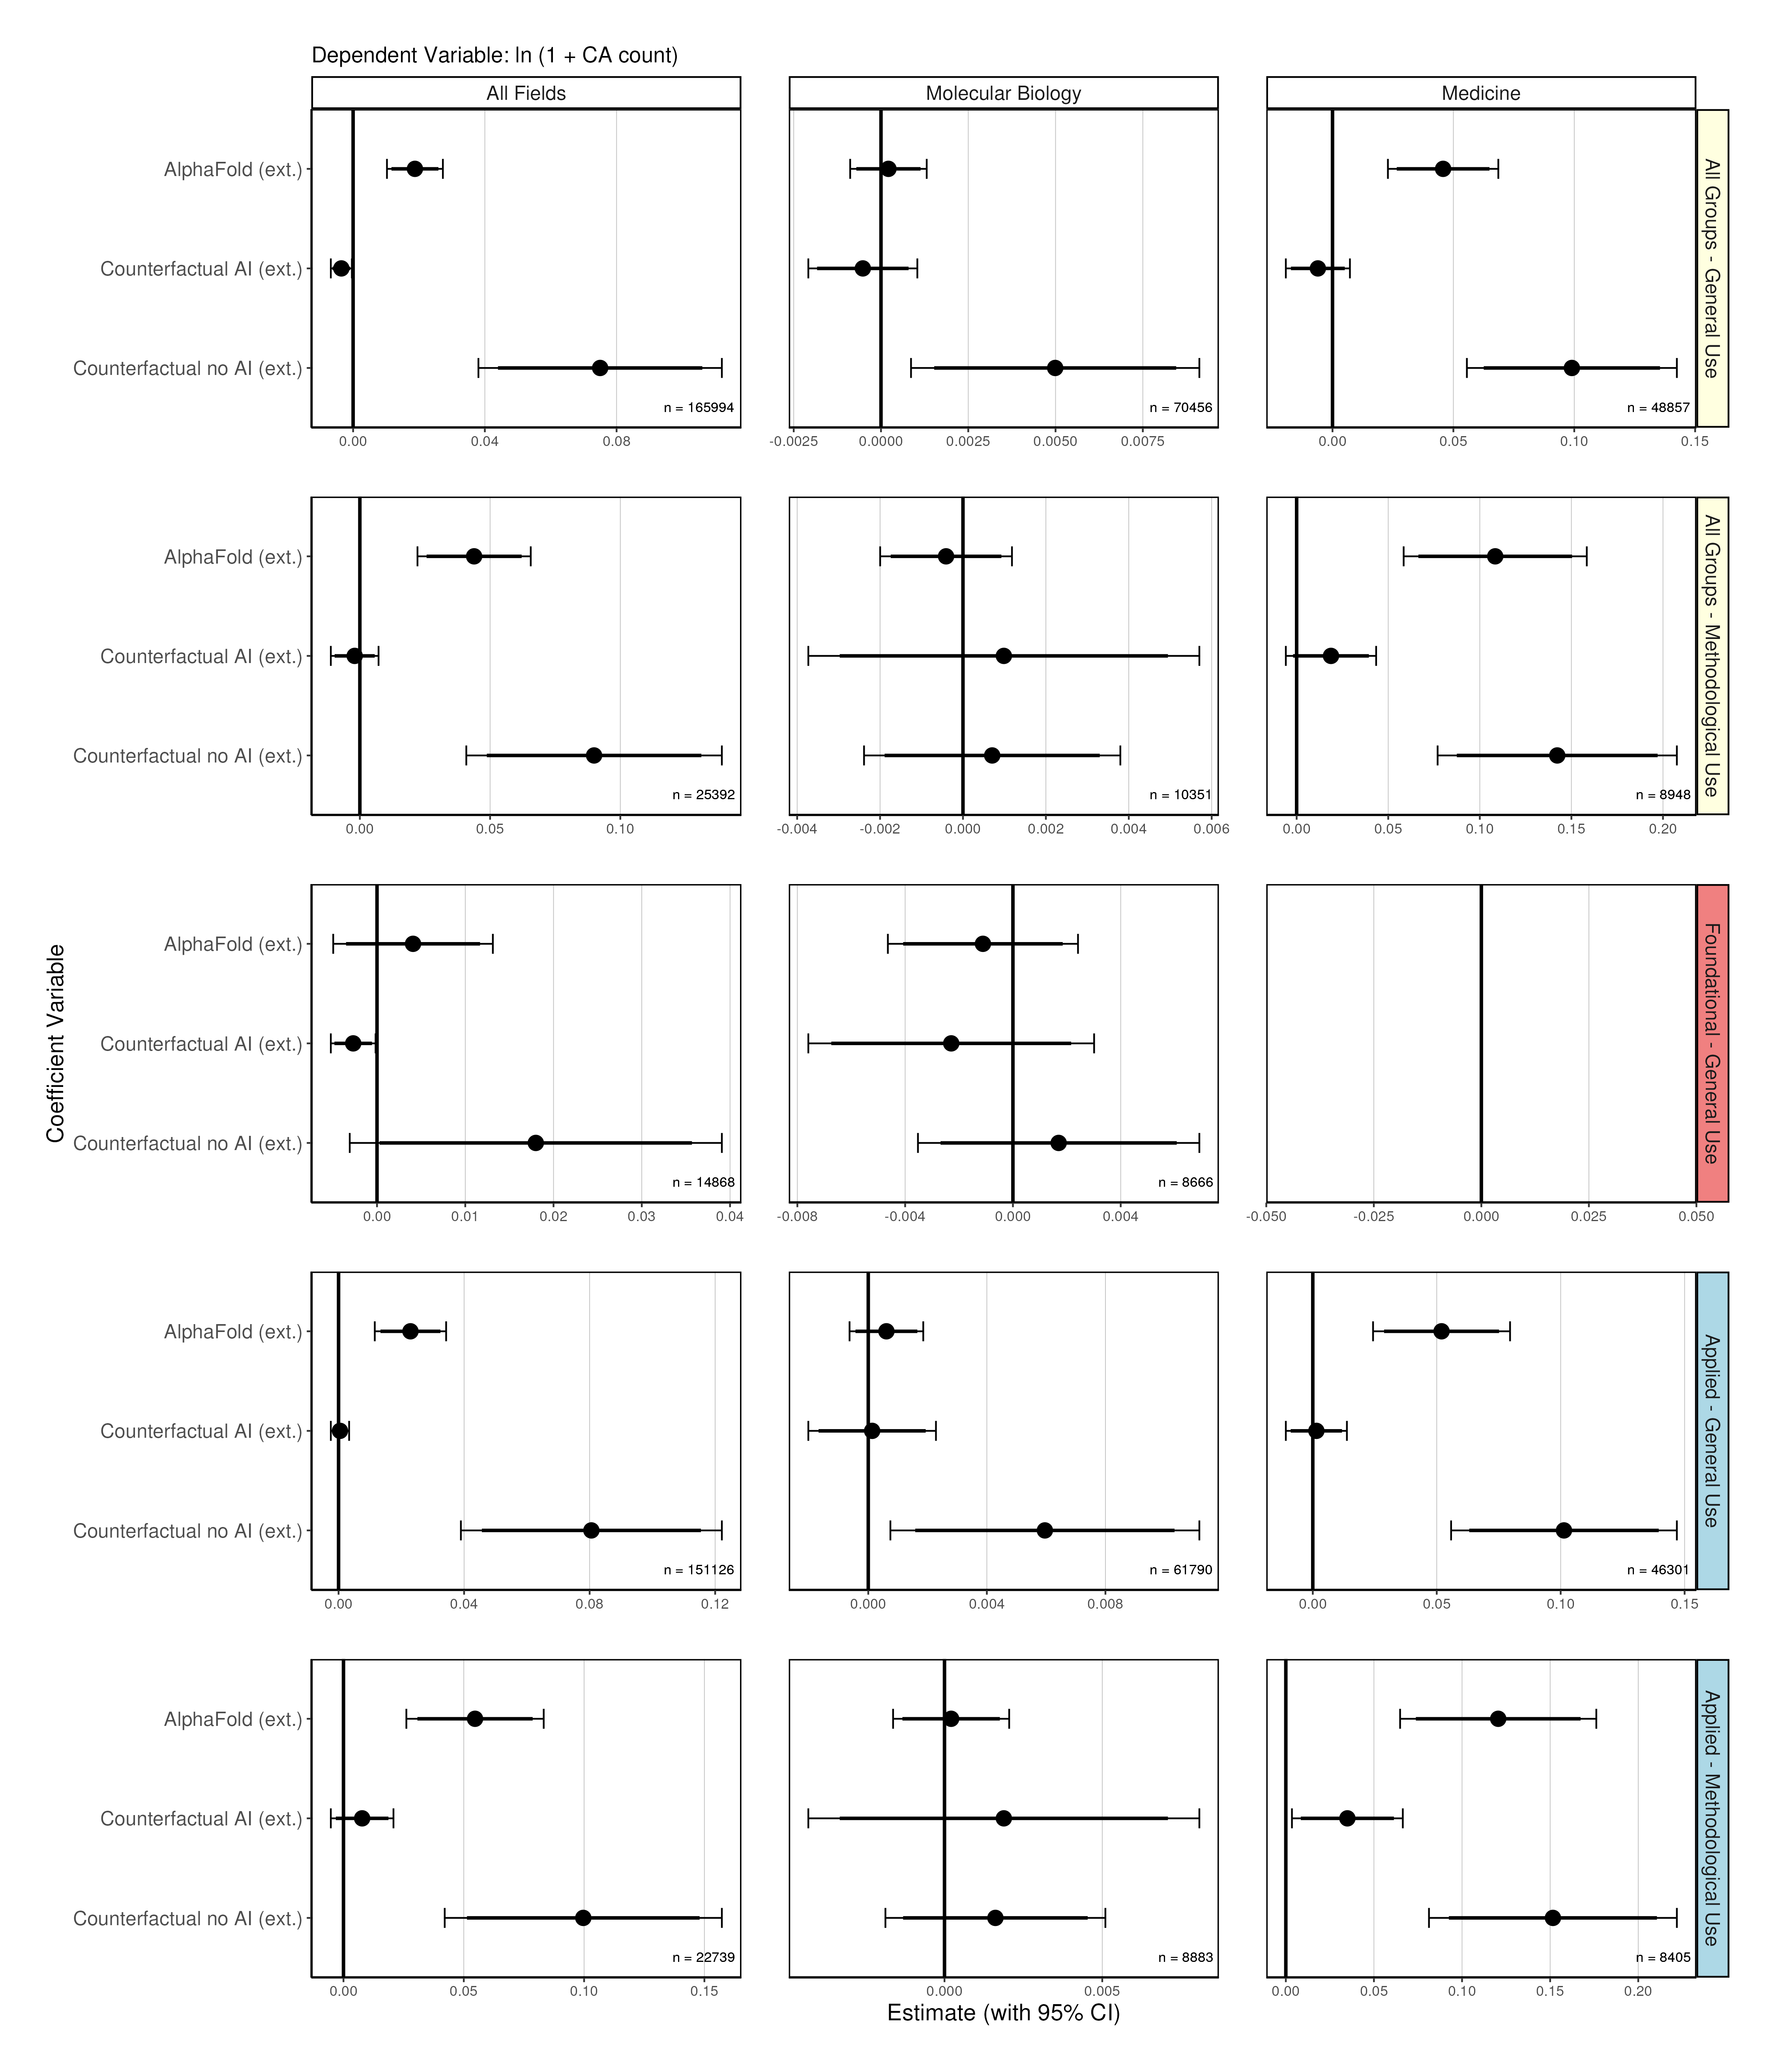 Dependent Variable: ln (1 + CA count)
All Fields
Molecular Biology
Medicine
AlphaFold (ext.)
Counterfactual AI (ext.)
Counterfactual no AI (ext.)
n = 165994
n = 70456
n = 48857
All Groups - General Use
0.00 0.04 0.08
-0.0025 0.0000 0.0025 0.0050 0.0075
0.00 0.05 0.10 0.15
AlphaFold (ext.)
Counterfactual AI (ext.)
Counterfactual no AI (ext.)
n = 25392
n = 10351
n = 8948
All Groups - Methodological Use
0.00 0.05 0.10
-0.004 -0.002 0.000 0.002 0.004 0.006
0.00 0.05 0.10 0.15 0.20
Coefficient Variable
AlphaFold (ext.)
Counterfactual AI (ext.)
Counterfactual no AI (ext.)
n = 14868
n = 8666
Foundational - General Use
0.00 0.01 0.02 0.03 0.04
-0.008 -0.004 0.000 0.004
-0.050 -0.025 0.000 0.025 0.050
AlphaFold (ext.)
Counterfactual AI (ext.)
Counterfactual no AI (ext.)
n = 151126
n = 61790
n = 46301
Applied - General Use
0.00 0.04 0.08 0.12
0.000 0.004 0.008
0.00 0.05 0.10 0.15
AlphaFold (ext.)
Counterfactual AI (ext.)
Counterfactual no AI (ext.)
n = 22739
n = 8883
n = 8405
Applied - Methodological Use
0.00 0.05 0.10 0.15
0.000 0.005
0.00 0.05 0.10 0.15 0.20
Estimate (with 95% CI)